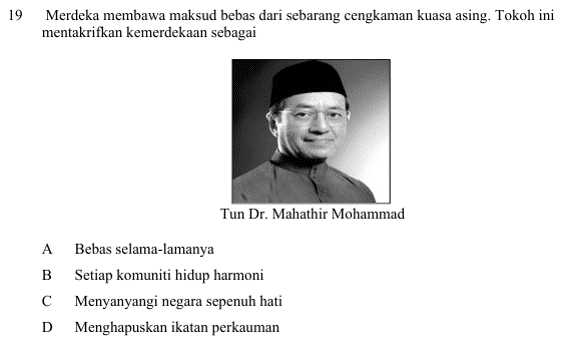 19 Merdeka membawa maksud bebas dari sebarang cengkaman kuasa asing. Tokoh ini
mentakrifkan kemerdekaan sebagai
Tun Dr. Mahathir Mohammad
A Bebas selama-lamanya
B Setiap komuniti hidup harmoni
C Menyanyangi negara sepenuh hati
D Menghapuskan ikatan perkauman